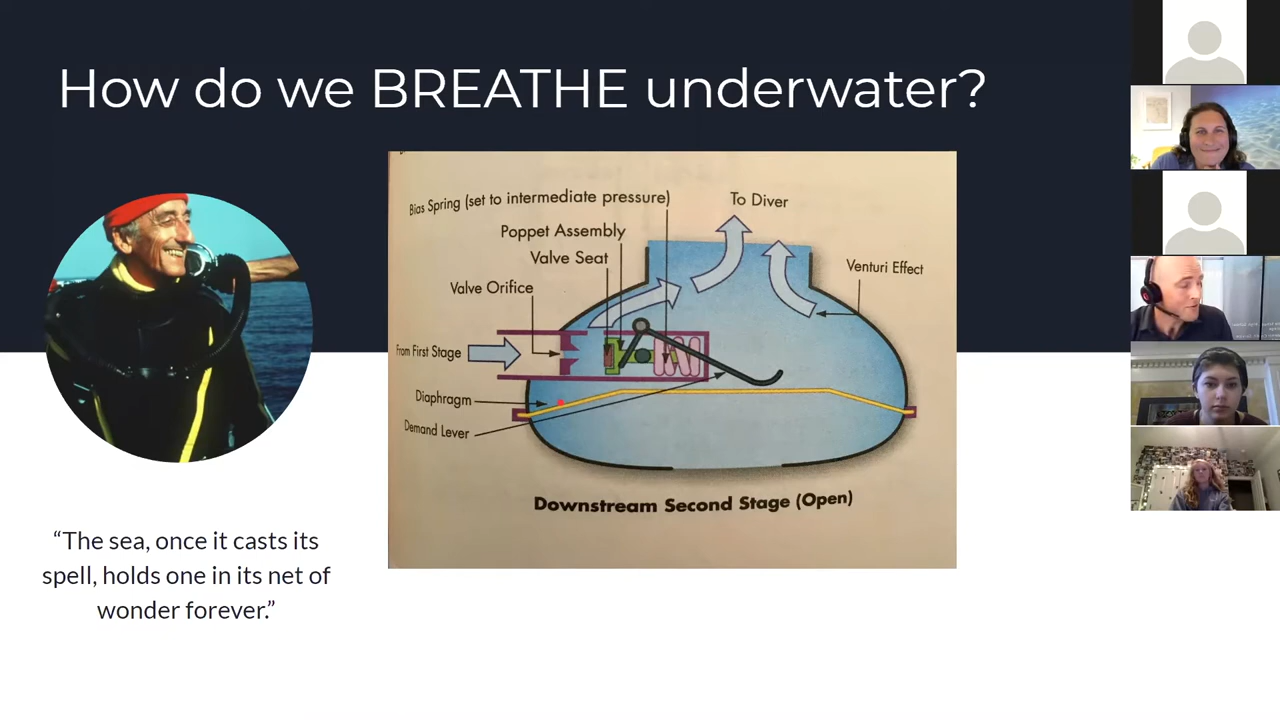 How do we BREATHE underwater?
Bias Spring (set to intermediate pressure)
To Diver
Poppet Assembly
Valve Seat
Venturi Effect
Valve Orifice
From First Stage
Diaphragm
Demand Lever
Downstream Second Stage (Open)
“The sea, once it casts its
spell, holds one in its net of
wonder forever.”